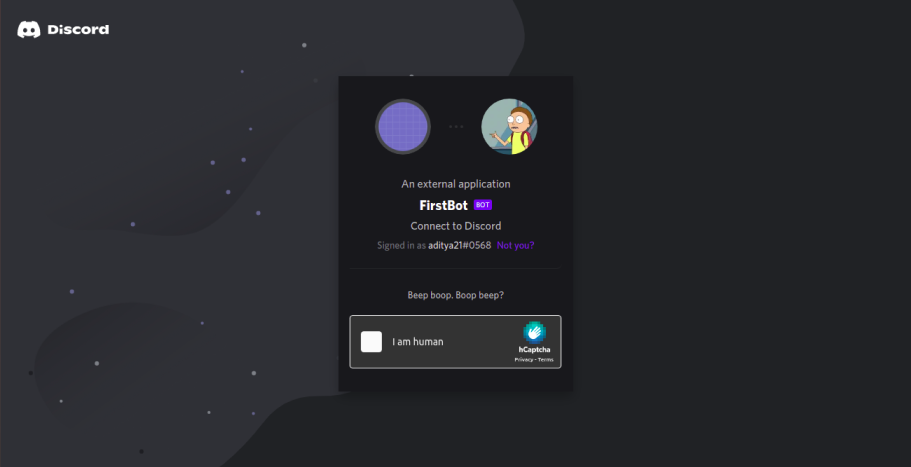 Discord
An external application
FirstBot BOT
Connect to Discord
Signed in as aditya21#0568 Not you?
Beep boop. Boop beep?
I am human
hCaptcha
Privacy - Terms